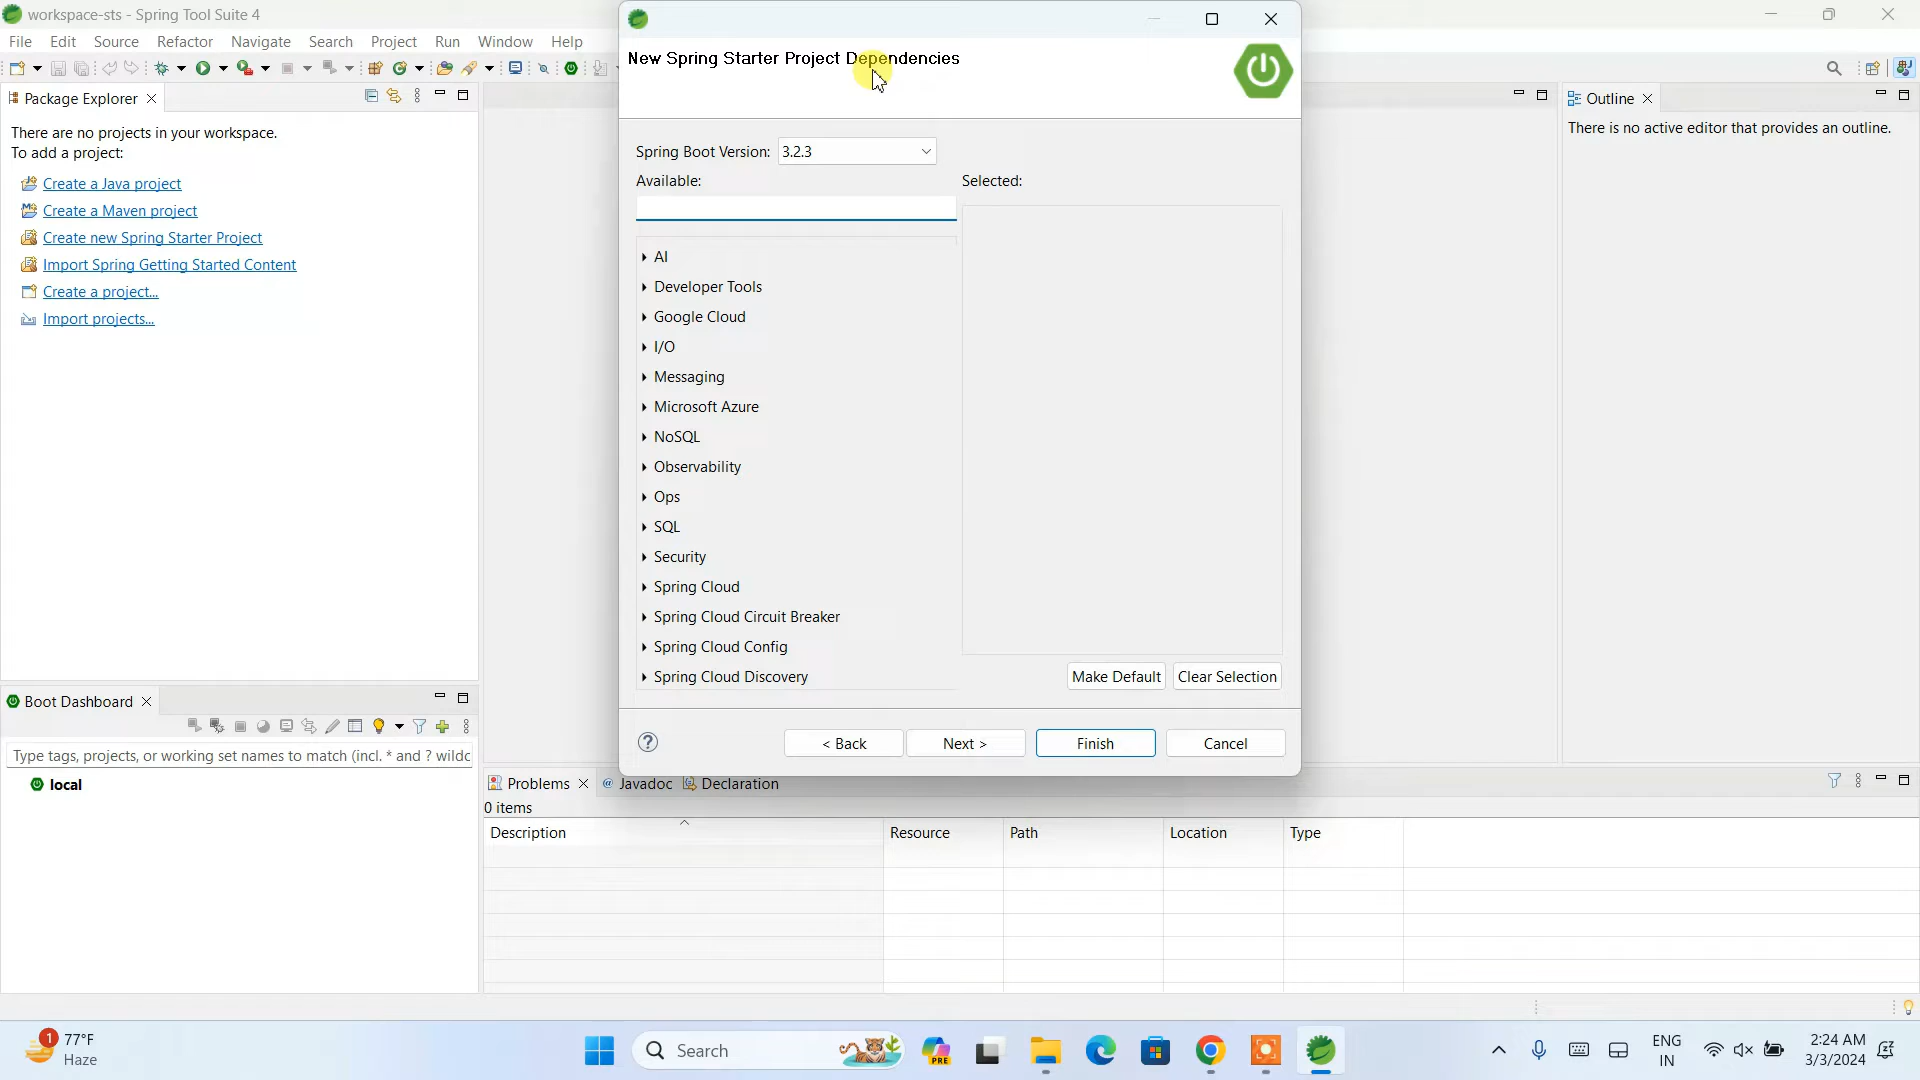 workspace-sts - Spring Tool Suite 4
File Edit Source Refactor Navigate Search Project Run Window Help
Package Explorer
There are no projects in your workspace.
To add a project:
Create a Java project
Create a Maven project
Create new Spring Starter Project
Import Spring Getting Started Content
Create a project...
Import projects...
New Spring Starter Project Dependencies
Spring Boot Version: 3.2.3
Available: Selected:
AI
Developer Tools
Google Cloud
I/O
Messaging
Microsoft Azure
NoSQL
Observability
Ops
SQL
Security
Spring Cloud
Spring Cloud Circuit Breaker
Spring Cloud Config
Spring Cloud Discovery
Make Default Clear Selection
< Back Next > Finish Cancel
Outline
There is no active editor that provides an outline.
Boot Dashboard
Type tags, projects, or working set names to match (incl. * and ? wildc
local
Problems @ Javadoc Declaration
0 items
Description Resource Path Location Type
1 77°F
Haze
Search
PRE
ENG
IN
2:24 AM
3/3/2024